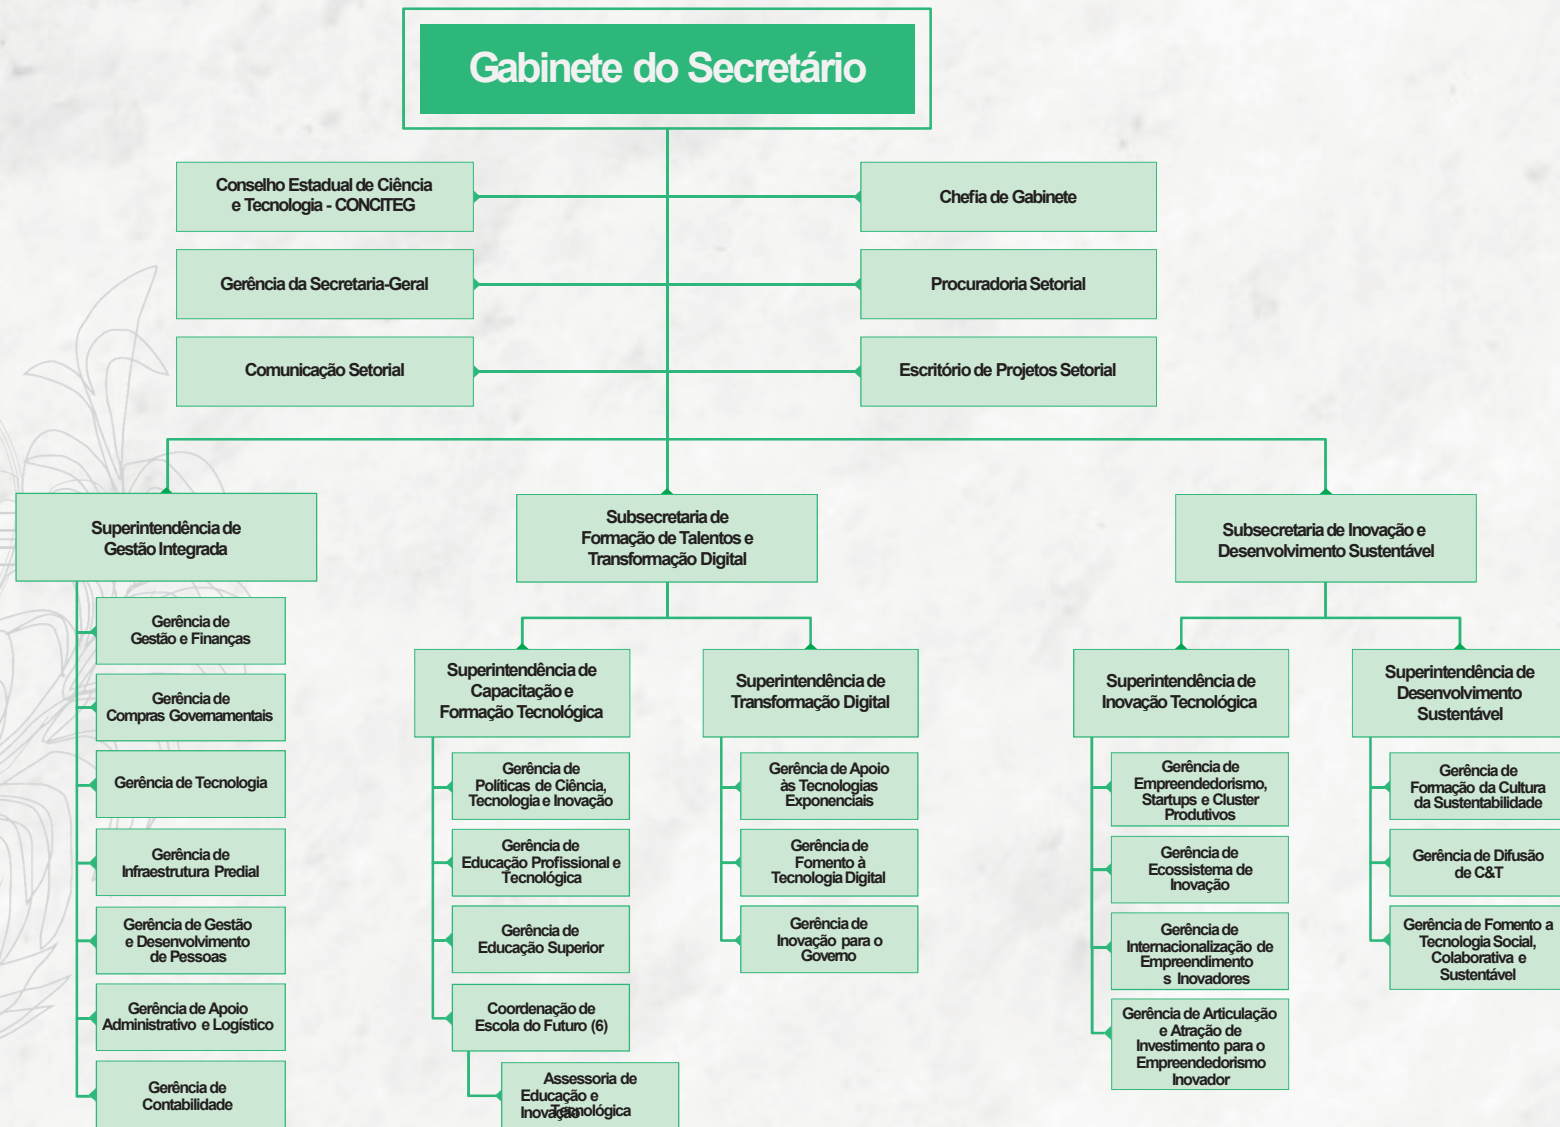 Gabinete do Secretário
Conselho Estadual de Ciência
e Tecnologia - CONCITEG
Chefia de Gabinete
Gerência da Secretaria-Geral
Procuradoria Setorial
Comunicação Setorial
Escritório de Projetos Setorial
Superintendência de
Gestão Integrada
Gerência de
Gestão e Finanças
Gerência de
Compras Governamentais
Gerência de Tecnologia
Gerência de
Infraestrutura Predial
Gerência de Gestão
e Desenvolvimento
de Pessoas
Gerência de Apoio
Administrativo e Logístico
Gerência de
Contabilidade
Subsecretaria de
Formação de Talentos e
Transformação Digital
Superintendência de
Capacitação e
Formação Tecnológica
Gerência de
Políticas de Ciência,
Tecnologia e Inovação
Gerência de
Educação Profissional e
Tecnológica
Gerência de
Educação Superior
Coordenação de
Escola do Futuro (6)
Assessoria de
Educação e
Inovação Tecnológica
Superintendência de
Transformação Digital
Gerência de Apoio
às Tecnologias
Exponenciais
Gerência de
Fomento à
Tecnologia Digital
Gerência de
Inovação para o
Governo
Subsecretaria de Inovação e
Desenvolvimento Sustentável
Superintendência de
Inovação Tecnológica
Gerência de
Empreendedorismo,
Startups e Cluster
Produtivos
Gerência de
Ecossistema de
Inovação
Gerência de
Internacionalização de
Empreendimento
s Inovadores
Gerência de Articulação
e Atração de
Investimento para o
Empreendedorismo
Inovador
Superintendência de
Desenvolvimento
Sustentável
Gerência de
Formação da Cultura
da Sustentabilidade
Gerência de Difusão
de C&T
Gerência de Fomento a
Tecnologia Social,
Colaborativa e
Sustentável